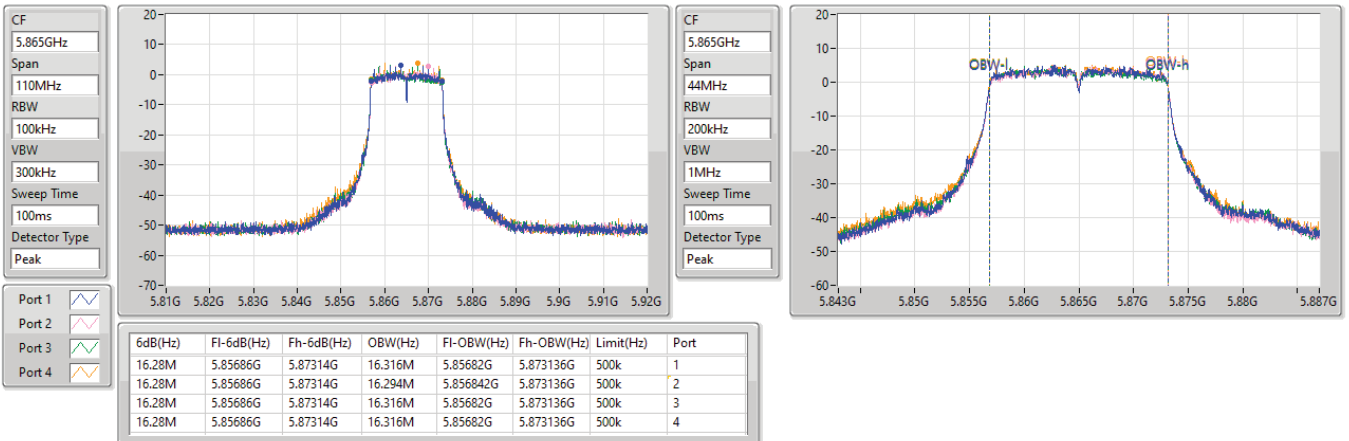 CF
5.865GHz
Span
110MHz
RBW
100kHz
VBW
300kHz
Sweep Time
100ms
Detector Type
Peak
Port 1
Port 2
Port 3
Port 4
20
10
0
-10
-20
-30
-40
-50
-60
-70
5.81G 5.82G 5.83G 5.84G 5.85G 5.86G 5.87G 5.88G 5.89G 5.9G 5.91G 5.92G
CF
5.865GHz
Span
44MHz
RBW
200kHz
VBW
1MHz
Sweep Time
100ms
Detector Type
Peak
20
10
0
-10
-20
-30
-40
-50
-60
OBW-l OBW-h
5.843G 5.85G 5.855G 5.86G 5.865G 5.87G 5.875G 5.88G 5.887G
6dB(Hz) Fl-6dB(Hz) Fh-6dB(Hz) OBW(Hz) Fl-OBW(Hz) Fh-OBW(Hz) Limit(Hz) Port
16.28M 5.85686G 5.87314G 16.316M 5.85682G 5.873136G 500k 1
16.28M 5.85686G 5.87314G 16.294M 5.856842G 5.873136G 500k 2
16.28M 5.85686G 5.87314G 16.316M 5.85682G 5.873136G 500k 3
16.28M 5.85686G 5.87314G 16.316M 5.85682G 5.873136G 500k 4